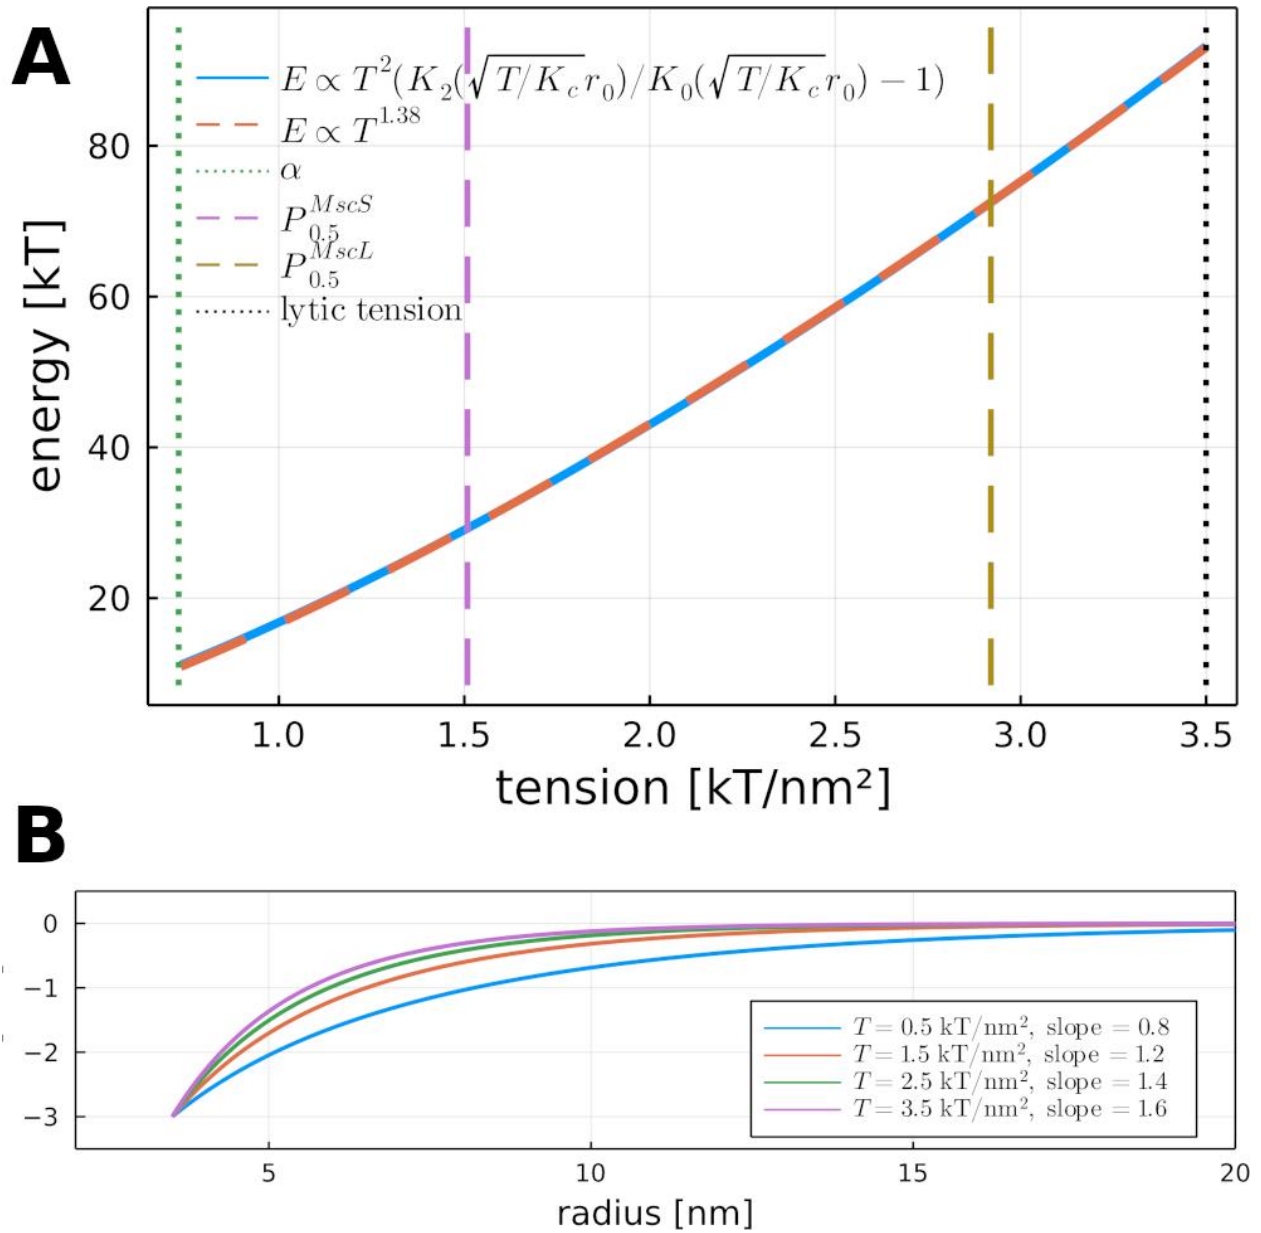 A
E ∝ T²(K₂(√T/K_c r₀)/K₀(√T/K_c r₀) − 1)
E ∝ T^1.38
α
P_0.5^MscS
P_0.5^MscL
lytic tension
80
60
40
20
energy [kT]
1.0 1.5 2.0 2.5 3.0 3.5
tension [kT/nm²]
B
0
−1
−2
−3
T = 0.5 kT/nm², slope = 0.8
T = 1.5 kT/nm², slope = 1.2
T = 2.5 kT/nm², slope = 1.4
T = 3.5 kT/nm², slope = 1.6
5 10 15 20
radius [nm]